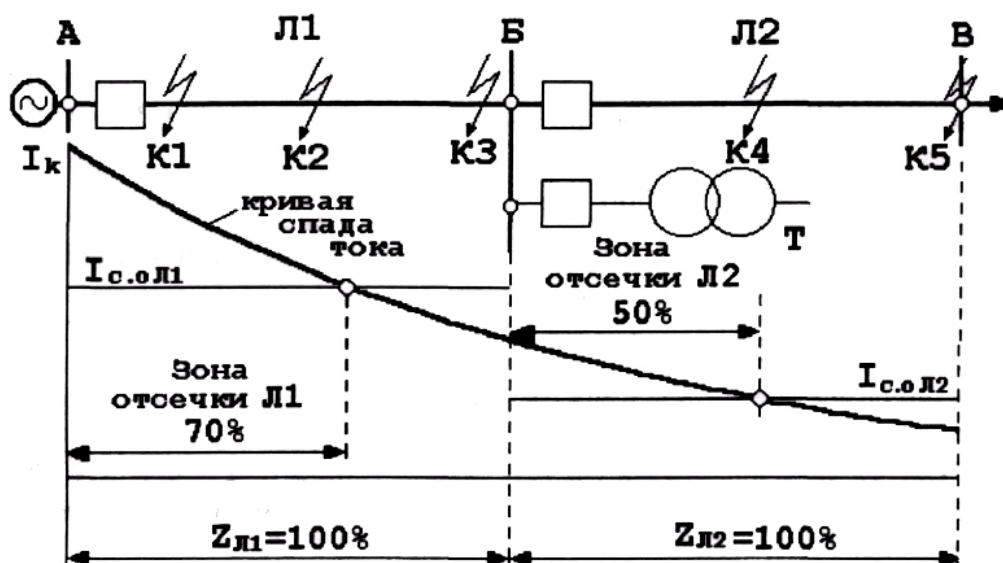 А Л1 Б Л2 В
К1 К2 К3 К4 К5
Iк
кривая
спада
тока
Т
Iс.оЛ1
Зона
отсечки Л2
50%
Зона
отсечки Л1
70%
Iс.оЛ2
ZЛ1=100% ZЛ2=100%